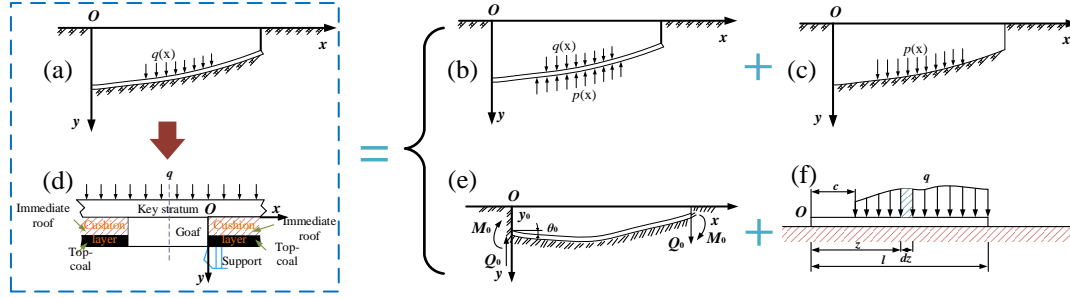 O
x
q(x)
(a)
y
=
O
x
q(x)
(b)
p(x)
y
+
O
x
p(x)
(c)
y
(d)
q
Immediate roof
Key stratum
O
x
Cushion layer
Goaf
Cushion layer
Immediate roof
Top-coal
Support
Top-coal
y
(e)
O
y₀
x
M₀
θ₀
Q₀
M₀
Q₀
y
+
(f)
q
c
O
z
dz
l